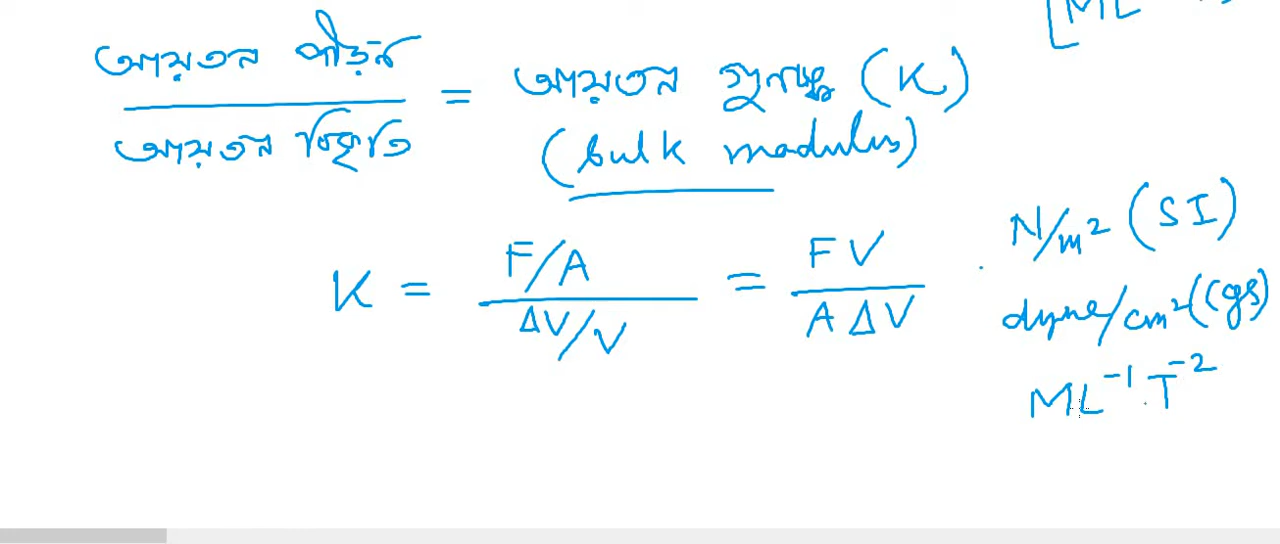 [ML
আয়তন পীড়ন / আয়তন বিকৃতি = আয়তন গুনাঙ্ক (K)
(bulk modulus)
K = (F/A) / (ΔV/V) = FV / AΔV
N/m² (SI)
dyne/cm² (cgs)
ML⁻¹T⁻²